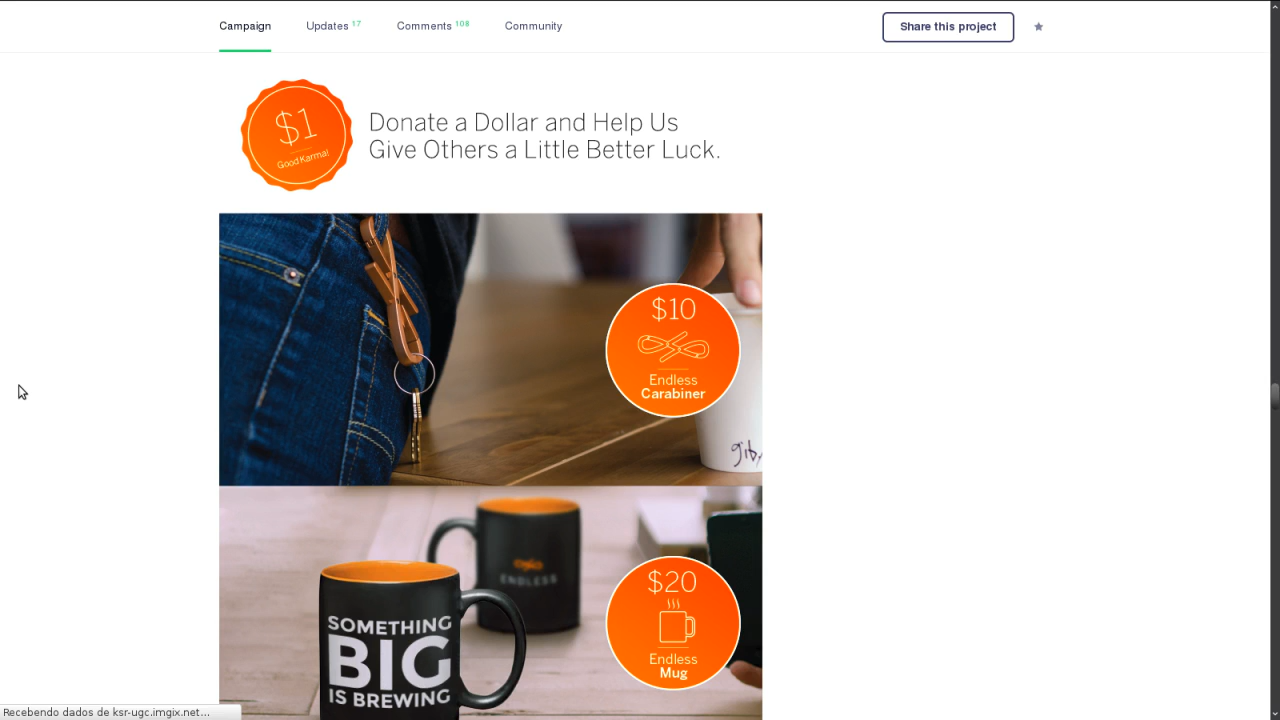 Campaign
Updates 17
Comments 108
Community
Share this project
$1
Good Karma!
Donate a Dollar and Help Us
Give Others a Little Better Luck.
$10
Endless
Carabiner
gib
ENDLESS
SOMETHING
BIG
IS BREWING
$20
Endless
Mug
Recebendo dados de ksr-ugc.imgix.net...